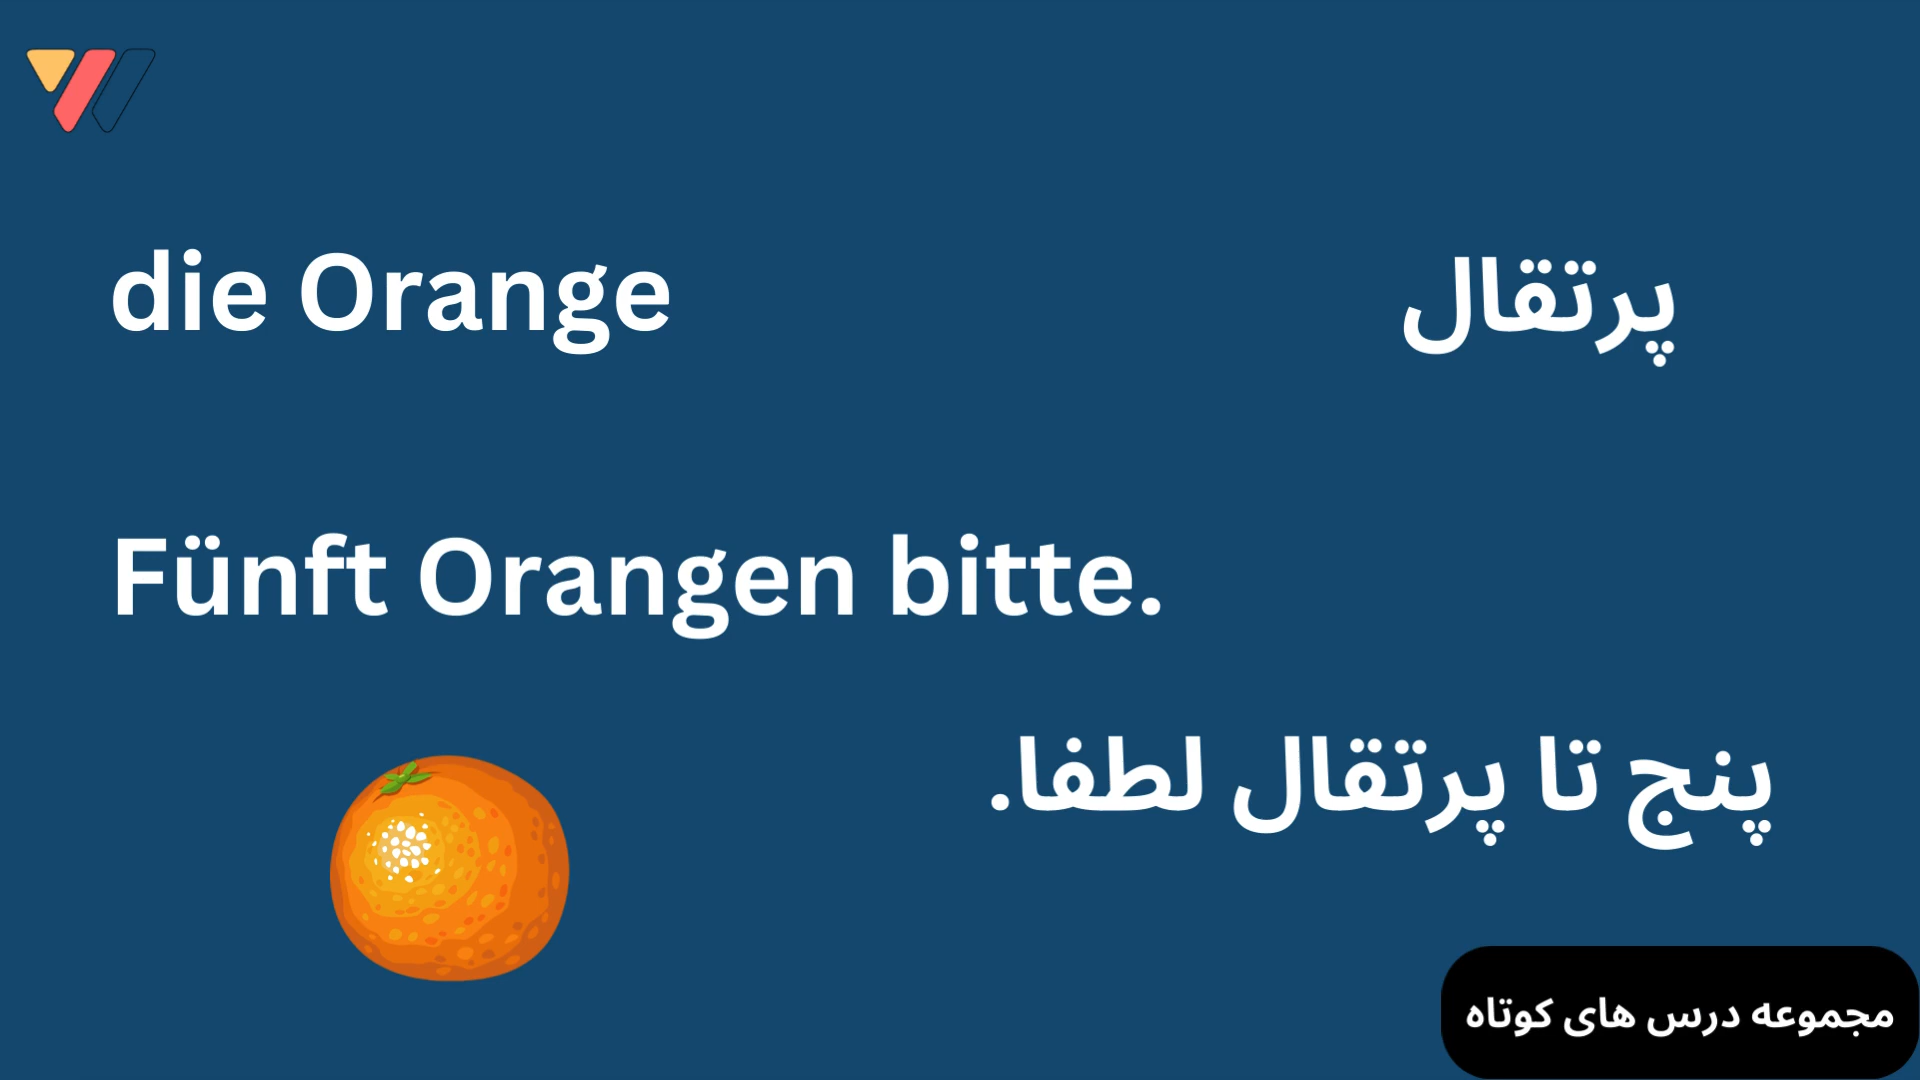 die Orange
پرتقال
Fünft Orangen bitte.
پنج تا پرتقال لطفا.
مجموعه درس های کوتاه